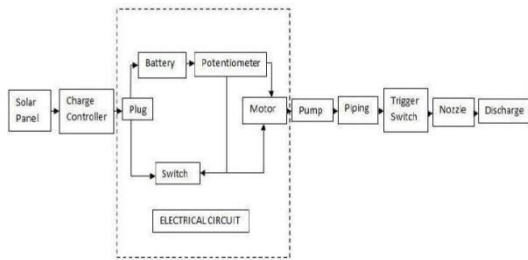 Battery
Potentiometer
Solar
Panel
Charge
Controller
Plug
Motor
Pump
Piping
Trigger
Switch
Nozzle
Discharge
Switch
ELECTRICAL CIRCUIT